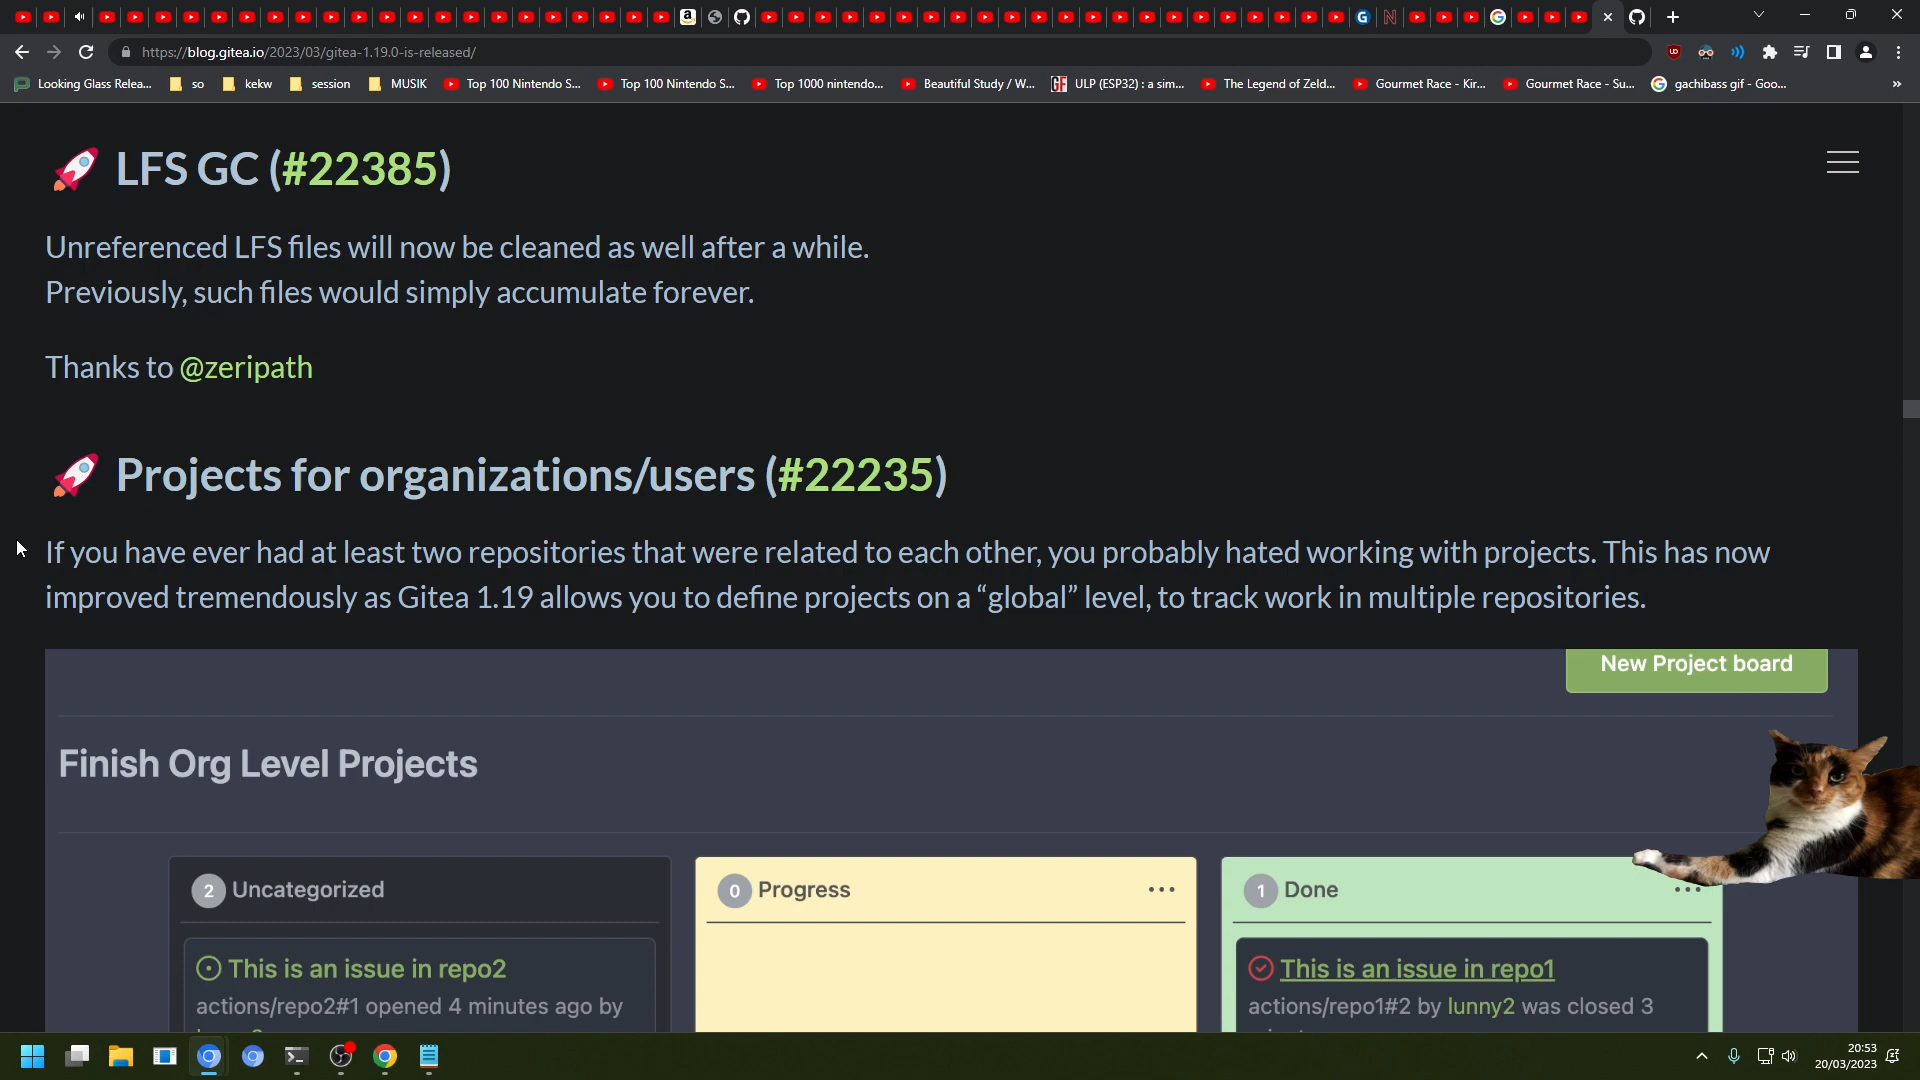 https://blog.gitea.io/2023/03/gitea-1.19.0-is-released/
Looking Glass Relea...
so
kekw
session
MUSIK
Top 100 Nintendo S...
Top 100 Nintendo S...
Top 1000 nintendo...
Beautiful Study / W...
ULP (ESP32) : a sim...
The Legend of Zeld...
Gourmet Race - Kir...
Gourmet Race - Su...
gachibass gif - Goo...
»
LFS GC (#22385)
Unreferenced LFS files will now be cleaned as well after a while.
Previously, such files would simply accumulate forever.
Thanks to @zeripath
Projects for organizations/users (#22235)
If you have ever had at least two repositories that were related to each other, you probably hated working with projects. This has now
improved tremendously as Gitea 1.19 allows you to define projects on a “global” level, to track work in multiple repositories.
New Project board
Finish Org Level Projects
2 Uncategorized
This is an issue in repo2
actions/repo2#1 opened 4 minutes ago by
0 Progress
1 Done
This is an issue in repo1
actions/repo1#2 by lunny2 was closed 3
20:53
20/03/2023